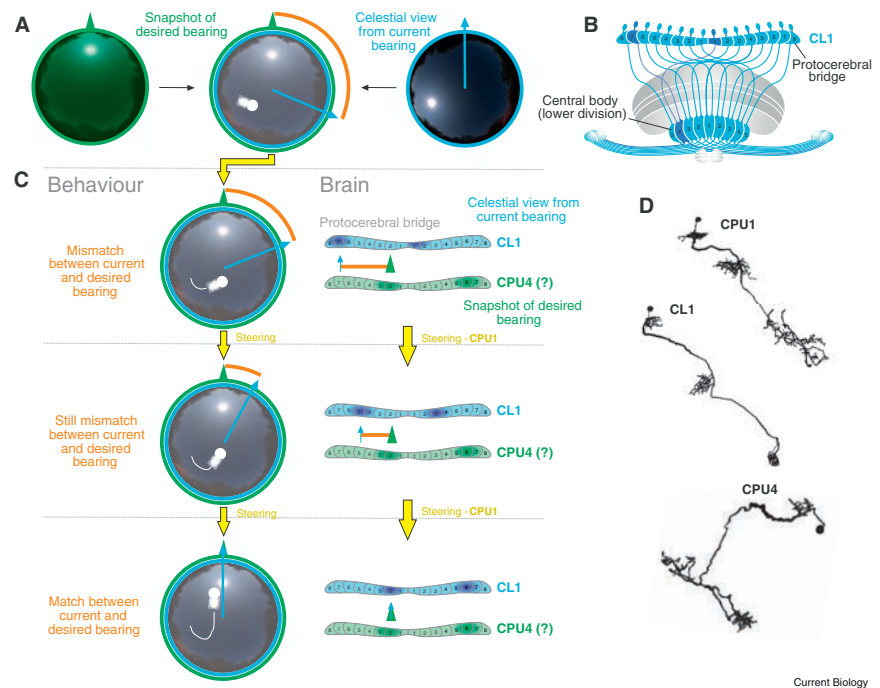 A
Snapshot of
desired bearing
Celestial view
from current
bearing
B
CL1
Protocerebral
bridge
Central body
(lower division)
C
Behaviour
Brain
Mismatch
between current
and desired
bearing
Protocerebral bridge
Celestial view from
current bearing
CL1
CPU4 (?)
Snapshot of desired
bearing
Steering
Steering - CPU1
Still mismatch
between current
and desired
bearing
CL1
CPU4 (?)
Steering
Steering - CPU1
Match between
current and
desired bearing
CL1
CPU4 (?)
D
CPU1
CL1
CPU4
Current Biology